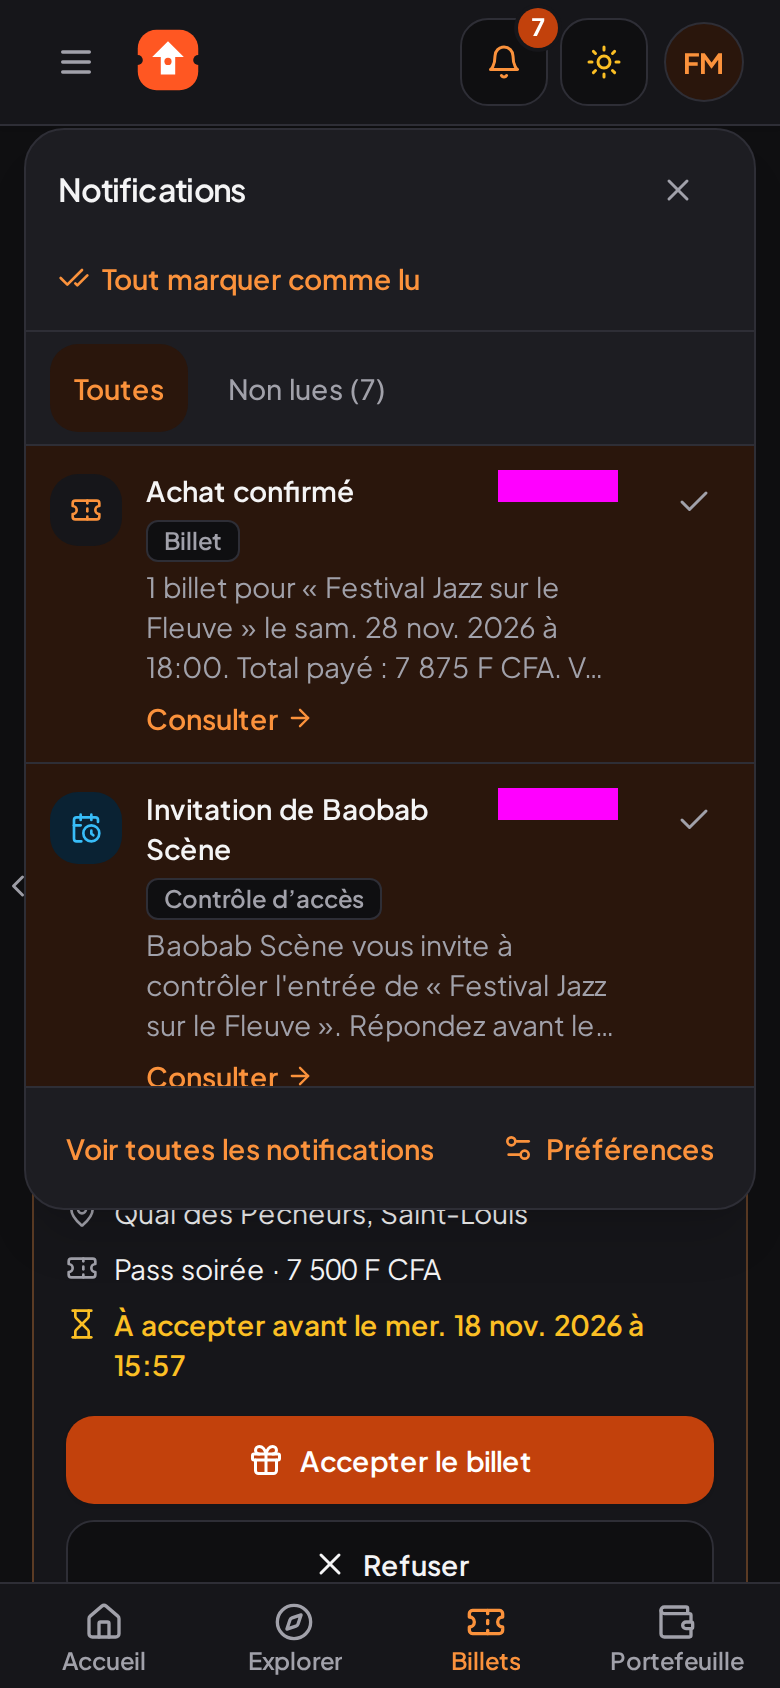 7
FM
Notifications
Tout marquer comme lu
Toutes
Non lues (7)
Achat confirmé
Billet
1 billet pour « Festival Jazz sur le
Fleuve » le sam. 28 nov. 2026 à
18:00. Total payé : 7 875 F CFA. V...
Consulter
Invitation de Baobab
Scène
Contrôle d’accès
Baobab Scène vous invite à
contrôler l'entrée de « Festival Jazz
sur le Fleuve ». Répondez avant le...
Consulter
Voir toutes les notifications
Préférences
Quai des Pêcheurs, Saint-Louis
Pass soirée · 7 500 F CFA
À accepter avant le mer. 18 nov. 2026 à
15:57
Accepter le billet
Refuser
Accueil
Explorer
Billets
Portefeuille